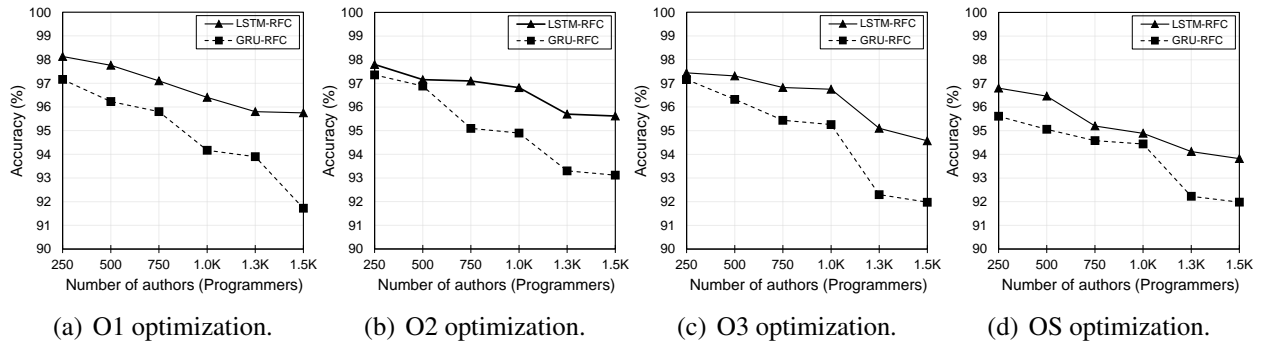 100
99
98
97
96
95
94
93
92
91
90
Accuracy (%)
LSTM-RFC
GRU-RFC
250 500 750 1.0K 1.3K 1.5K
Number of authors (Programmers)
(a) O1 optimization.
100
99
98
97
96
95
94
93
92
91
90
Accuracy (%)
LSTM-RFC
GRU-RFC
250 500 750 1.0K 1.3K 1.5K
Number of authors (Programmers)
(b) O2 optimization.
100
99
98
97
96
95
94
93
92
91
90
Accuracy (%)
LSTM-RFC
GRU-RFC
250 500 750 1.0K 1.3K 1.5K
Number of authors (Programmers)
(c) O3 optimization.
100
99
98
97
96
95
94
93
92
91
90
Accuracy (%)
LSTM-RFC
GRU-RFC
250 500 750 1.0K 1.3K 1.5K
Number of authors (Programmers)
(d) OS optimization.